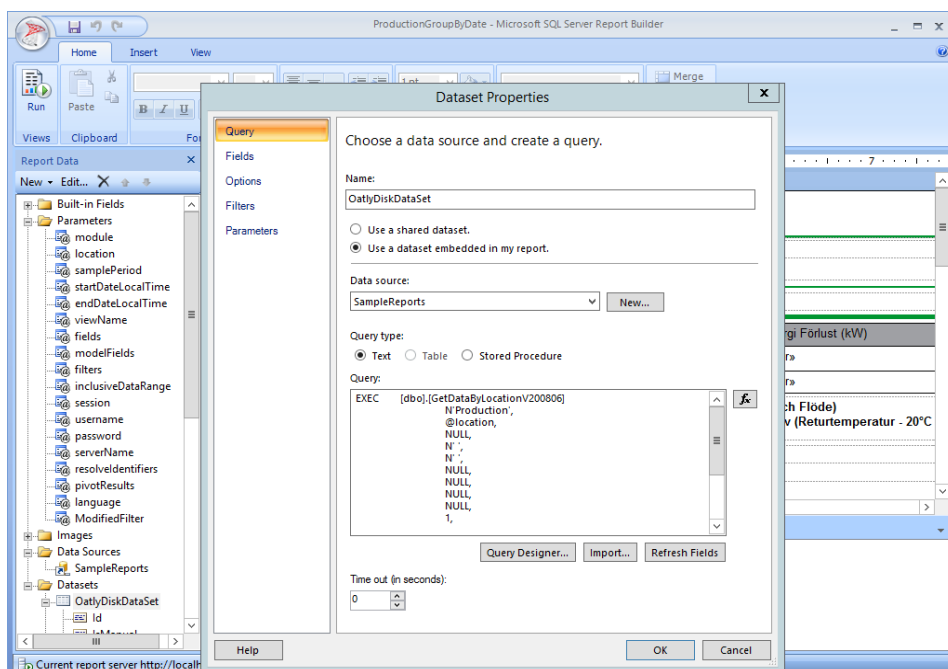 ProductionGroupByDate - Microsoft SQL Server Report Builder
Home Insert View
Run
Paste
B I U
1 pt
Merge
Views Clipboard
Report Data
New Edit...
Built-in Fields
Parameters
module
location
samplePeriod
startDateLocalTime
endDateLocalTime
viewName
fields
modelFields
filters
inclusiveDataRange
session
username
password
serverName
resolveIdentifiers
pivotResults
language
ModifiedFilter
Images
Data Sources
SampleReports
Datasets
OatlyDiskDataSet
Id
Current report server http://localh
Dataset Properties
x
Query
Fields
Options
Filters
Parameters
Choose a data source and create a query.
Name:
OatlyDiskDataSet
Use a shared dataset.
Use a dataset embedded in my report.
Data source:
SampleReports
New...
Query type:
Text Table Stored Procedure
Query:
EXEC [dbo].[GetDataByLocationV200806]
N'Production',
@location,
NULL,
N' ',
N' ',
NULL,
NULL,
NULL,
NULL,
1,
fx
Query Designer... Import... Refresh Fields
Time out (in seconds):
0
Help OK Cancel
7
gi Förlust (kW)
r»
r»
ch Flöde)
v (Returtemperatur - 20°C